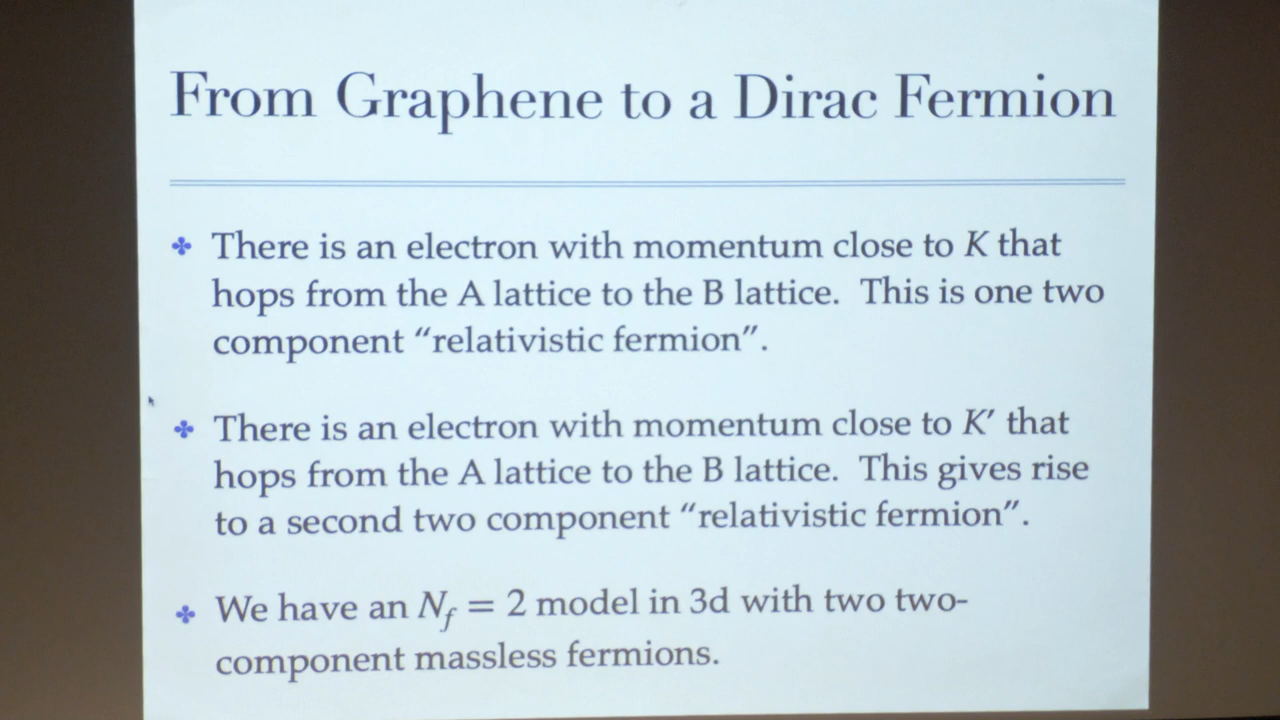 From Graphene to a Dirac Fermion
✤ There is an electron with momentum close to K that
hops from the A lattice to the B lattice. This is one two
component “relativistic fermion”.
✤ There is an electron with momentum close to K′ that
hops from the A lattice to the B lattice. This gives rise
to a second two component “relativistic fermion”.
✤ We have an N_f = 2 model in 3d with two two-
component massless fermions.